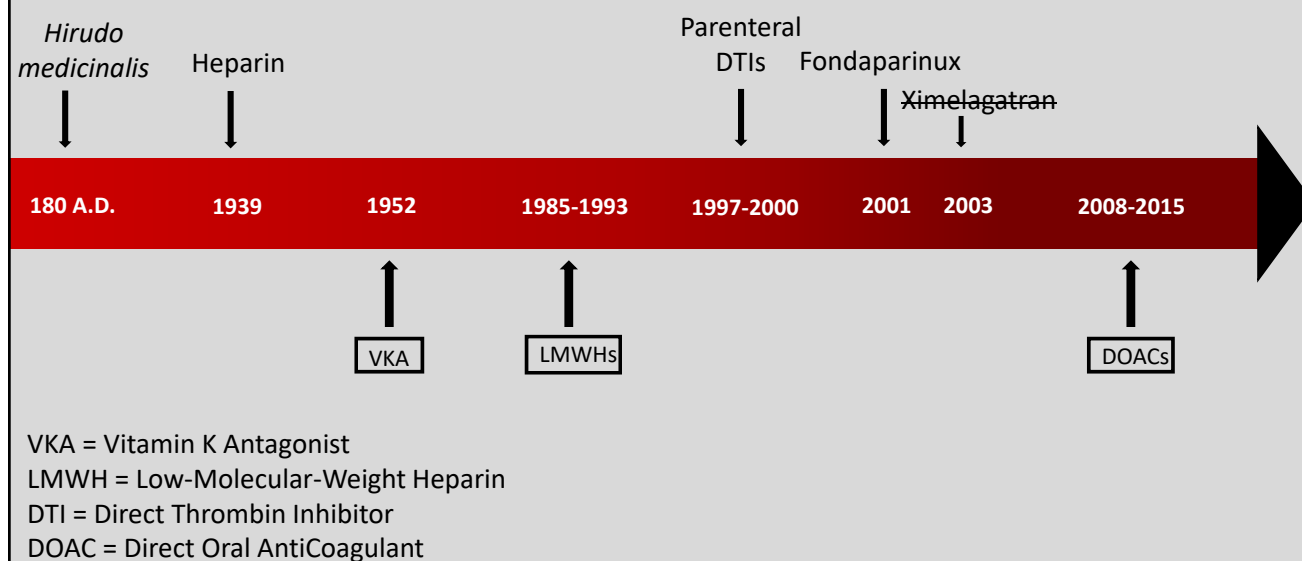 Hirudo
medicinalis
Heparin
Parenteral
DTIs
Fondaparinux
Ximelagatran
180 A.D.
1939
1952
1985-1993
1997-2000
2001
2003
2008-2015
VKA
LMWHs
DOACs
VKA = Vitamin K Antagonist
LMWH = Low-Molecular-Weight Heparin
DTI = Direct Thrombin Inhibitor
DOAC = Direct Oral AntiCoagulant